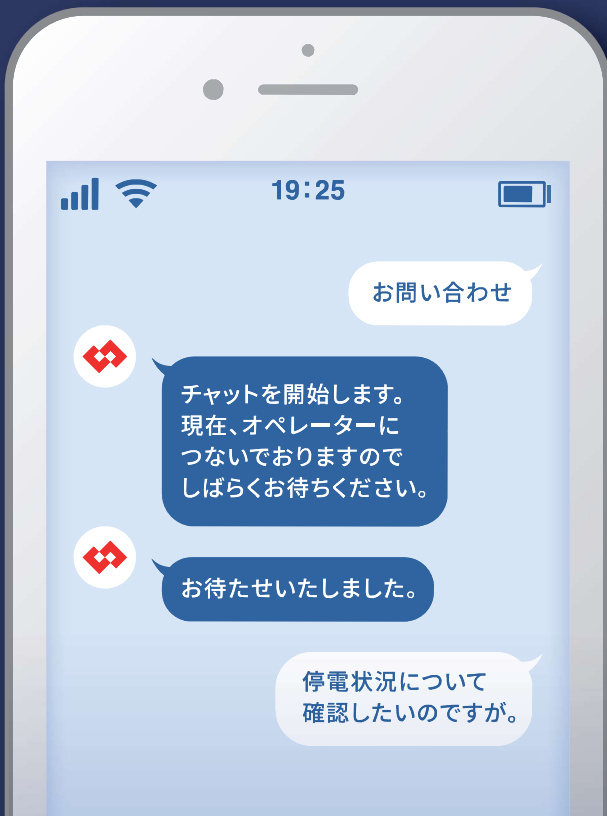 19:25
お問い合わせ
チャットを開始します。
現在、オペレーターに
つないでおりますので
しばらくお待ちください。
お待たせいたしました。
停電状況について
確認したいのですが。